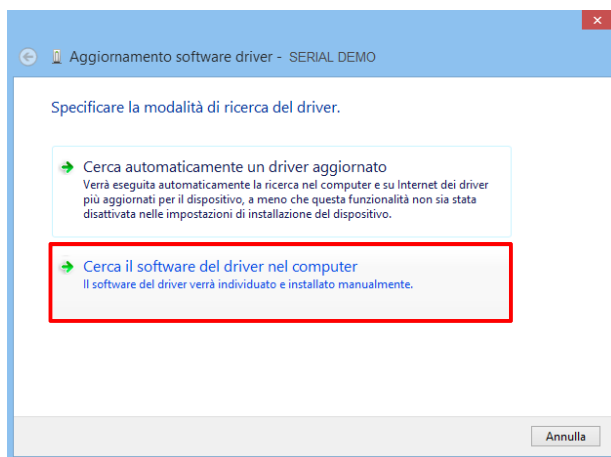 Aggiornamento software driver - SERIAL DEMO
Specificare la modalità di ricerca del driver.
Cerca automaticamente un driver aggiornato
Verrà eseguita automaticamente la ricerca nel computer e su Internet dei driver
più aggiornati per il dispositivo, a meno che questa funzionalità non sia stata
disattivata nelle impostazioni di installazione del dispositivo.
Cerca il software del driver nel computer
Il software del driver verrà individuato e installato manualmente.
Annulla